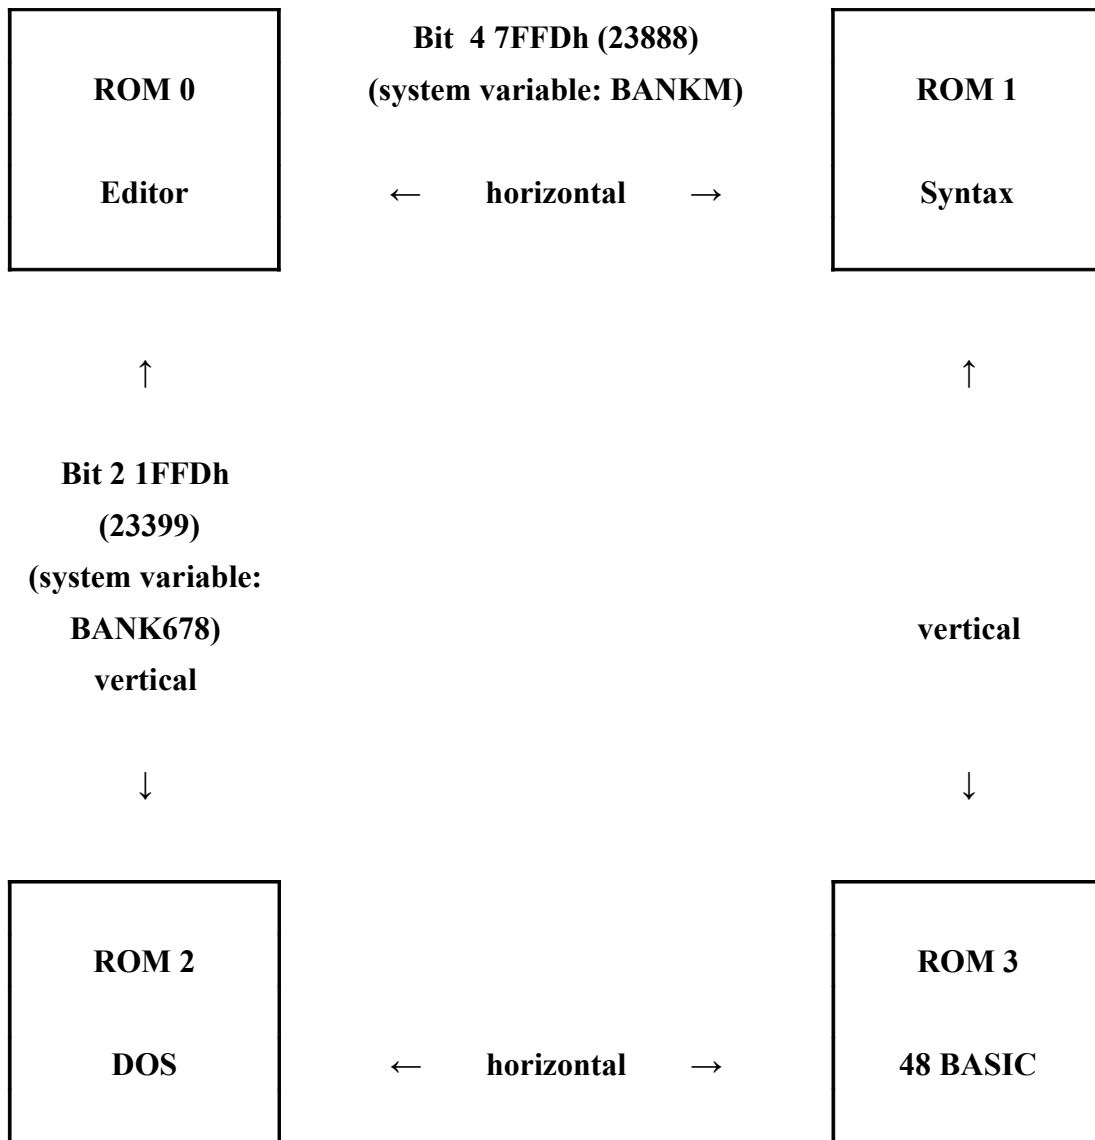 Bit  4 7FFDh (23888)
ROM 0
(system variable: BANKM)
ROM 1
Editor
← horizontal →
Syntax
↑
↑
Bit 2 1FFDh
(23399)
(system variable:
BANK678)
vertical
vertical
↓
↓
ROM 2
ROM 3
DOS
← horizontal →
48 BASIC